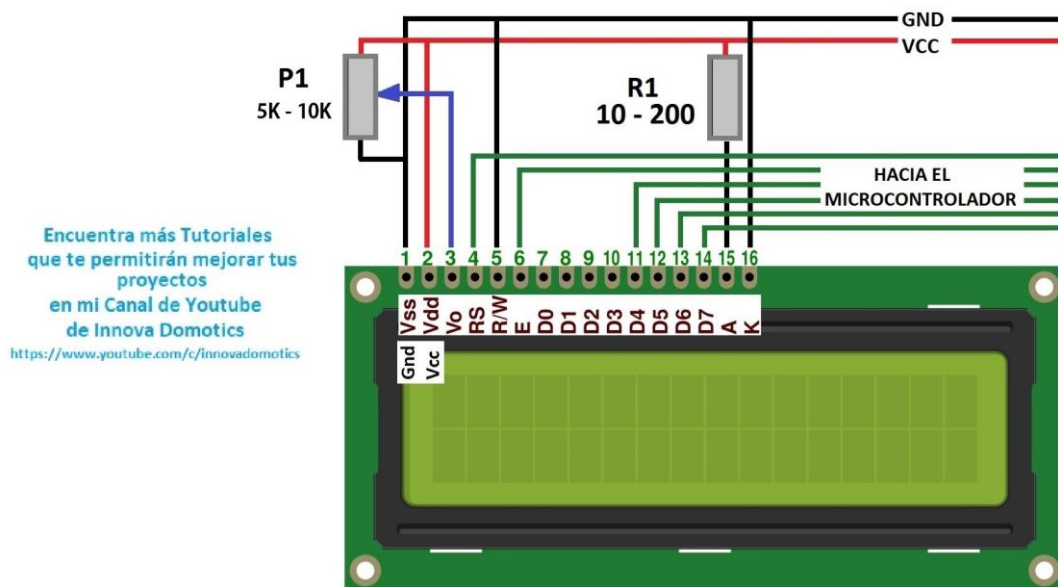 GND
VCC
P1
5K - 10K
R1
10 - 200
HACIA EL
MICROCONTROLADOR
Encuentra más Tutoriales
que te permitirán mejorar tus
proyectos
en mi Canal de Youtube
de Innova Domotics
https://www.youtube.com/c/innovadomotics
1 2 3 4 5 6 7 8 9 10 11 12 13 14 15 16
Vss Vdd Vo RS R/W E D0 D1 D2 D3 D4 D5 D6 D7 A K
Gnd Vcc